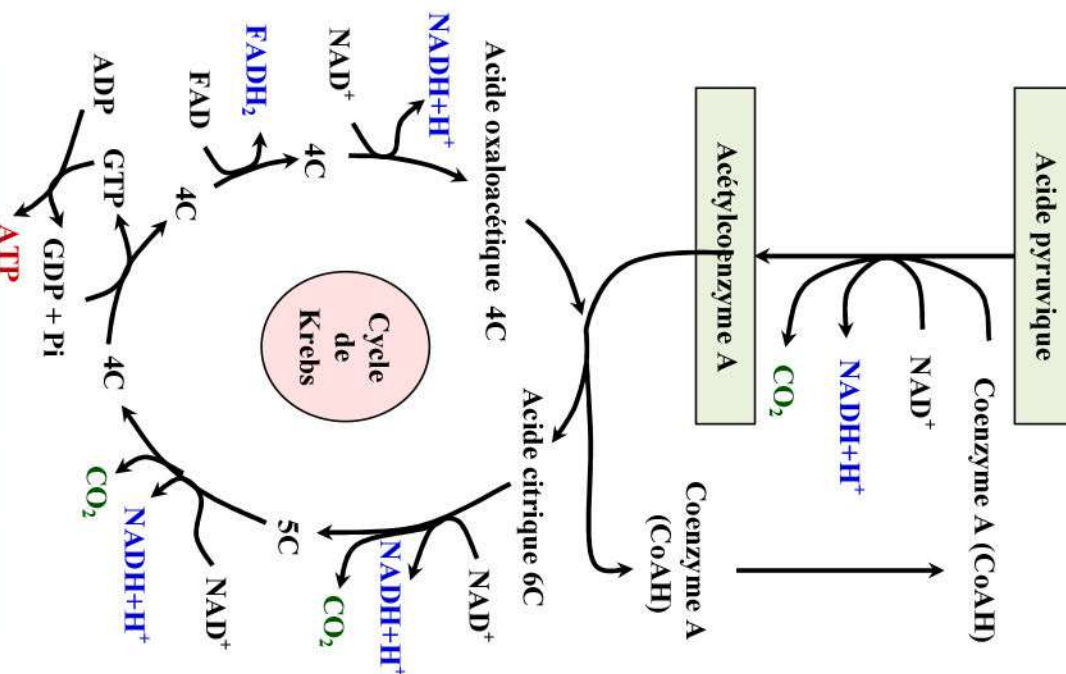 Acide pyruvique
Coenzyme A (CoAH)
NAD⁺
NADH+H⁺
CO₂
Acétylcoenzyme A
Coenzyme A
(CoAH)
Acide oxaloacétique 4C
Acide citrique 6C
NADH+H⁺
NAD⁺
NAD⁺
NADH+H⁺
CO₂
4C
FADH₂
FAD
Cycle
de
Krebs
5C
4C
NAD⁺
NADH+H⁺
CO₂
4C
GTP
GDP + Pi
ADP
ATP